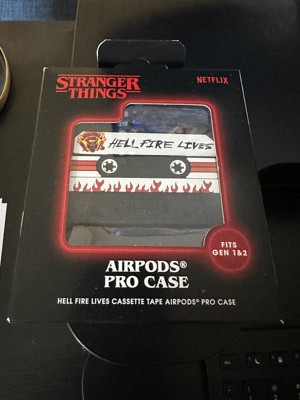 STRANGER
THINGS
NETFLIX
HELL FIRE LIVES
FITS
GEN 1&2
AIRPODS®
PRO CASE
HELL FIRE LIVES CASSETTE TAPE AIRPODS® PRO CASE